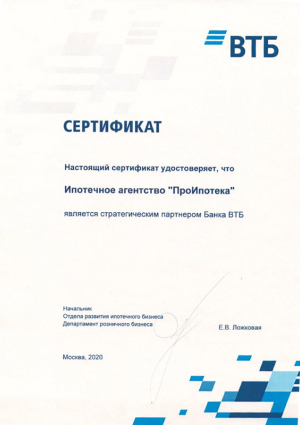 ВТБ
СЕРТИФИКАТ
Настоящий сертификат удостоверяет, что
Ипотечное агентство "ПроИпотека"
является стратегическим партнером Банка ВТБ
Начальник
Отдела развития ипотечного бизнеса
Департамент розничного бизнеса
Е.В. Ложковая
Москва, 2020